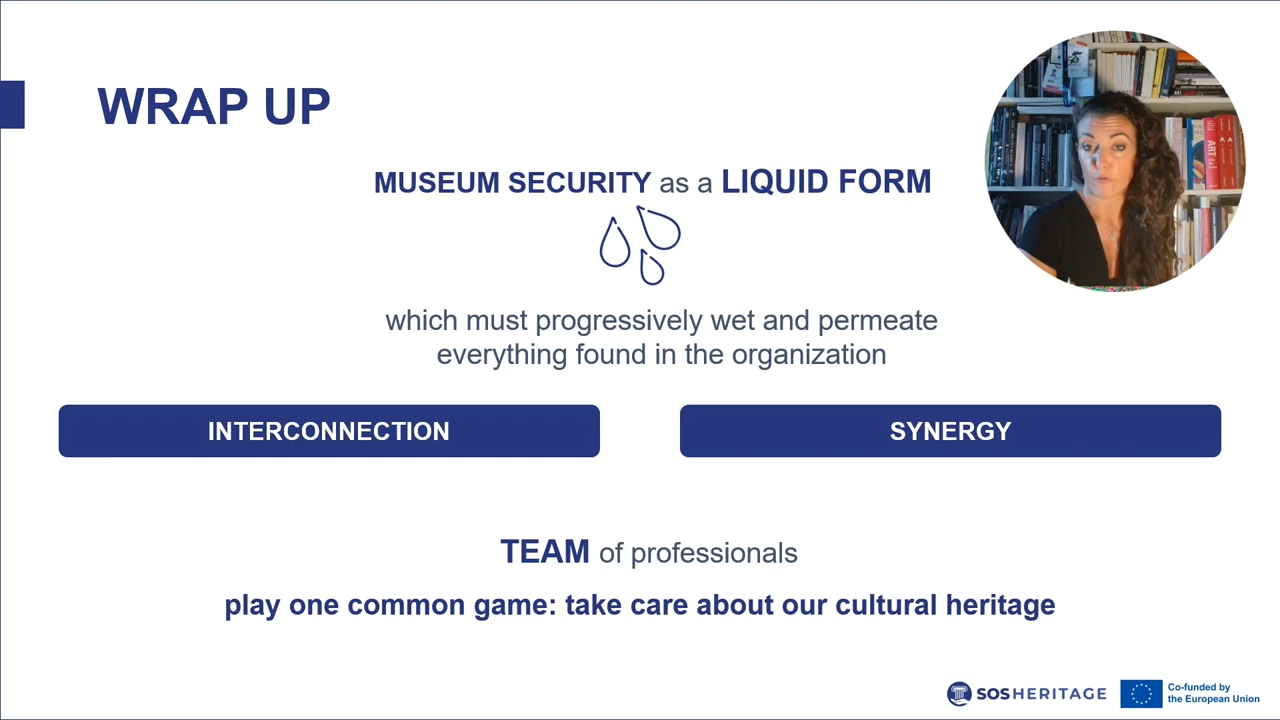 WRAP UP
MUSEUM SECURITY as a LIQUID FORM
which must progressively wet and permeate
everything found in the organization
INTERCONNECTION
SYNERGY
TEAM of professionals
play one common game: take care about our cultural heritage
SOSHERITAGE
Co-funded by
the European Union
ART